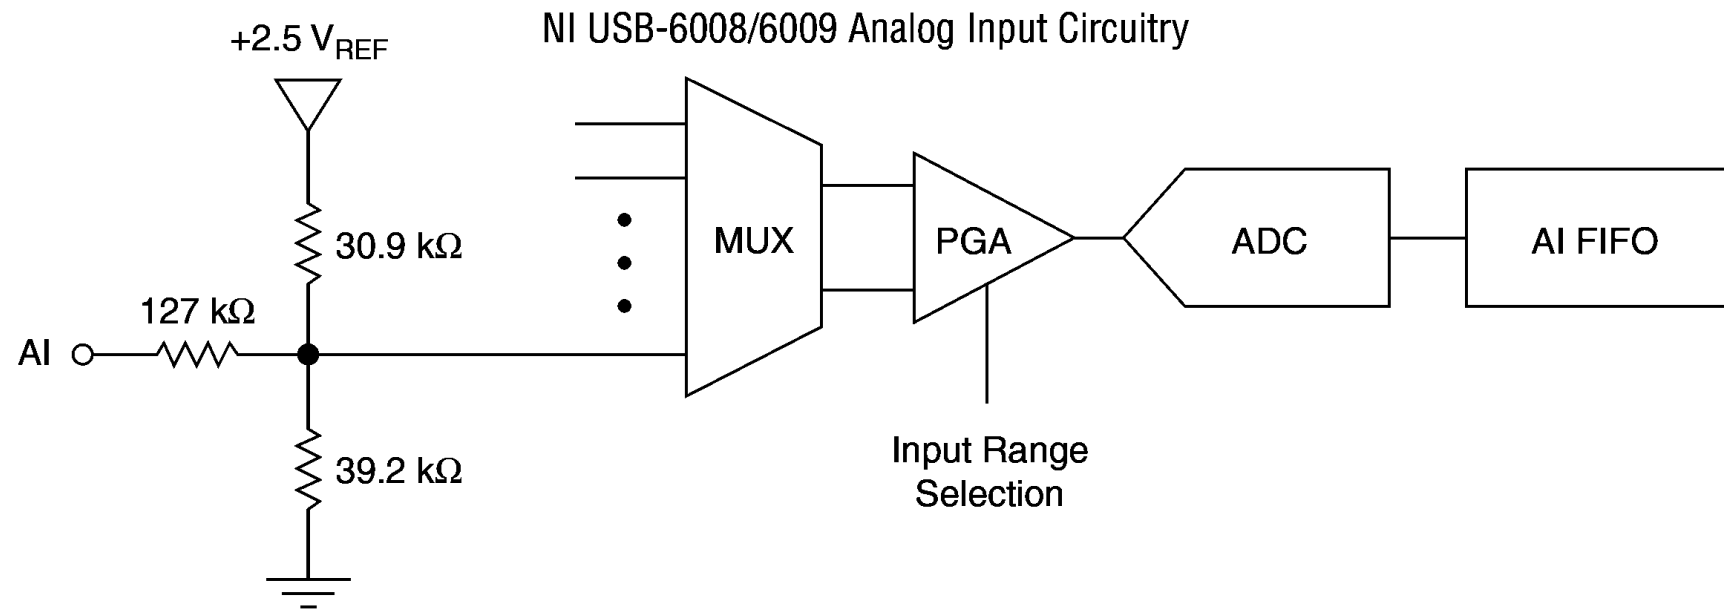 NI USB-6008/6009 Analog Input Circuitry
+2.5 VREF
30.9 kΩ
127 kΩ
AI
39.2 kΩ
MUX
PGA
ADC
AI FIFO
Input Range
Selection